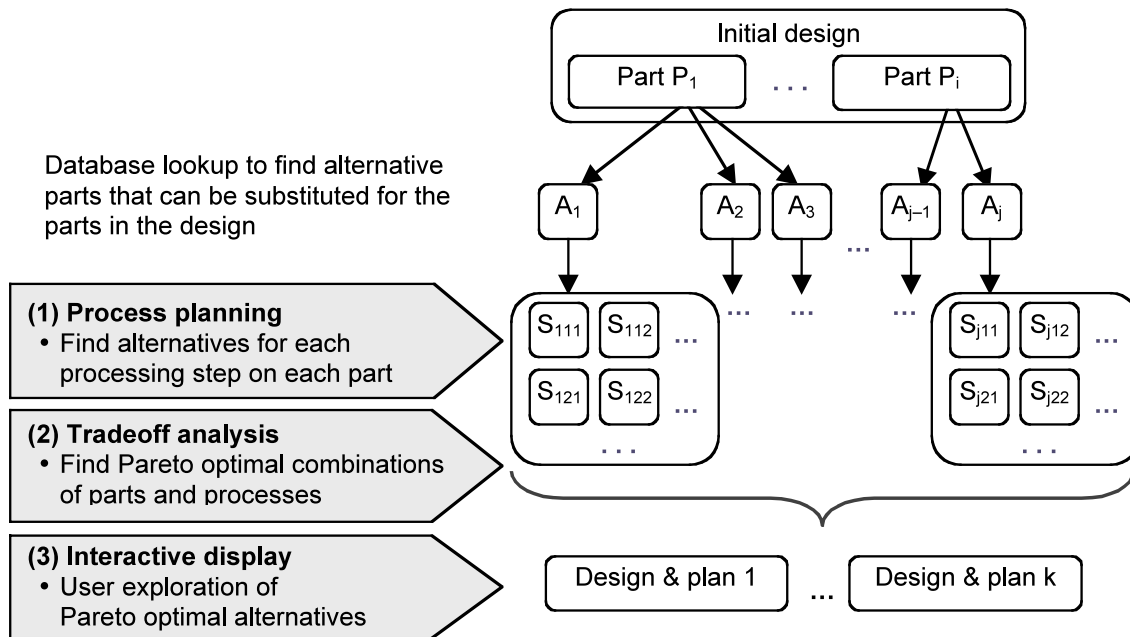 Initial design
Part P₁ ... Part Pᵢ
Database lookup to find alternative
parts that can be substituted for the
parts in the design
A₁ A₂ A₃ ... Aⱼ₋₁ Aⱼ
(1) Process planning
• Find alternatives for each
processing step on each part
... ... ...
S₁₁₁ S₁₁₂ ...
S₁₂₁ S₁₂₂ ...
...
Sⱼ₁₁ Sⱼ₁₂ ...
Sⱼ₂₁ Sⱼ₂₂ ...
...
(2) Tradeoff analysis
• Find Pareto optimal combinations
of parts and processes
(3) Interactive display
• User exploration of
Pareto optimal alternatives
Design & plan 1 ... Design & plan k